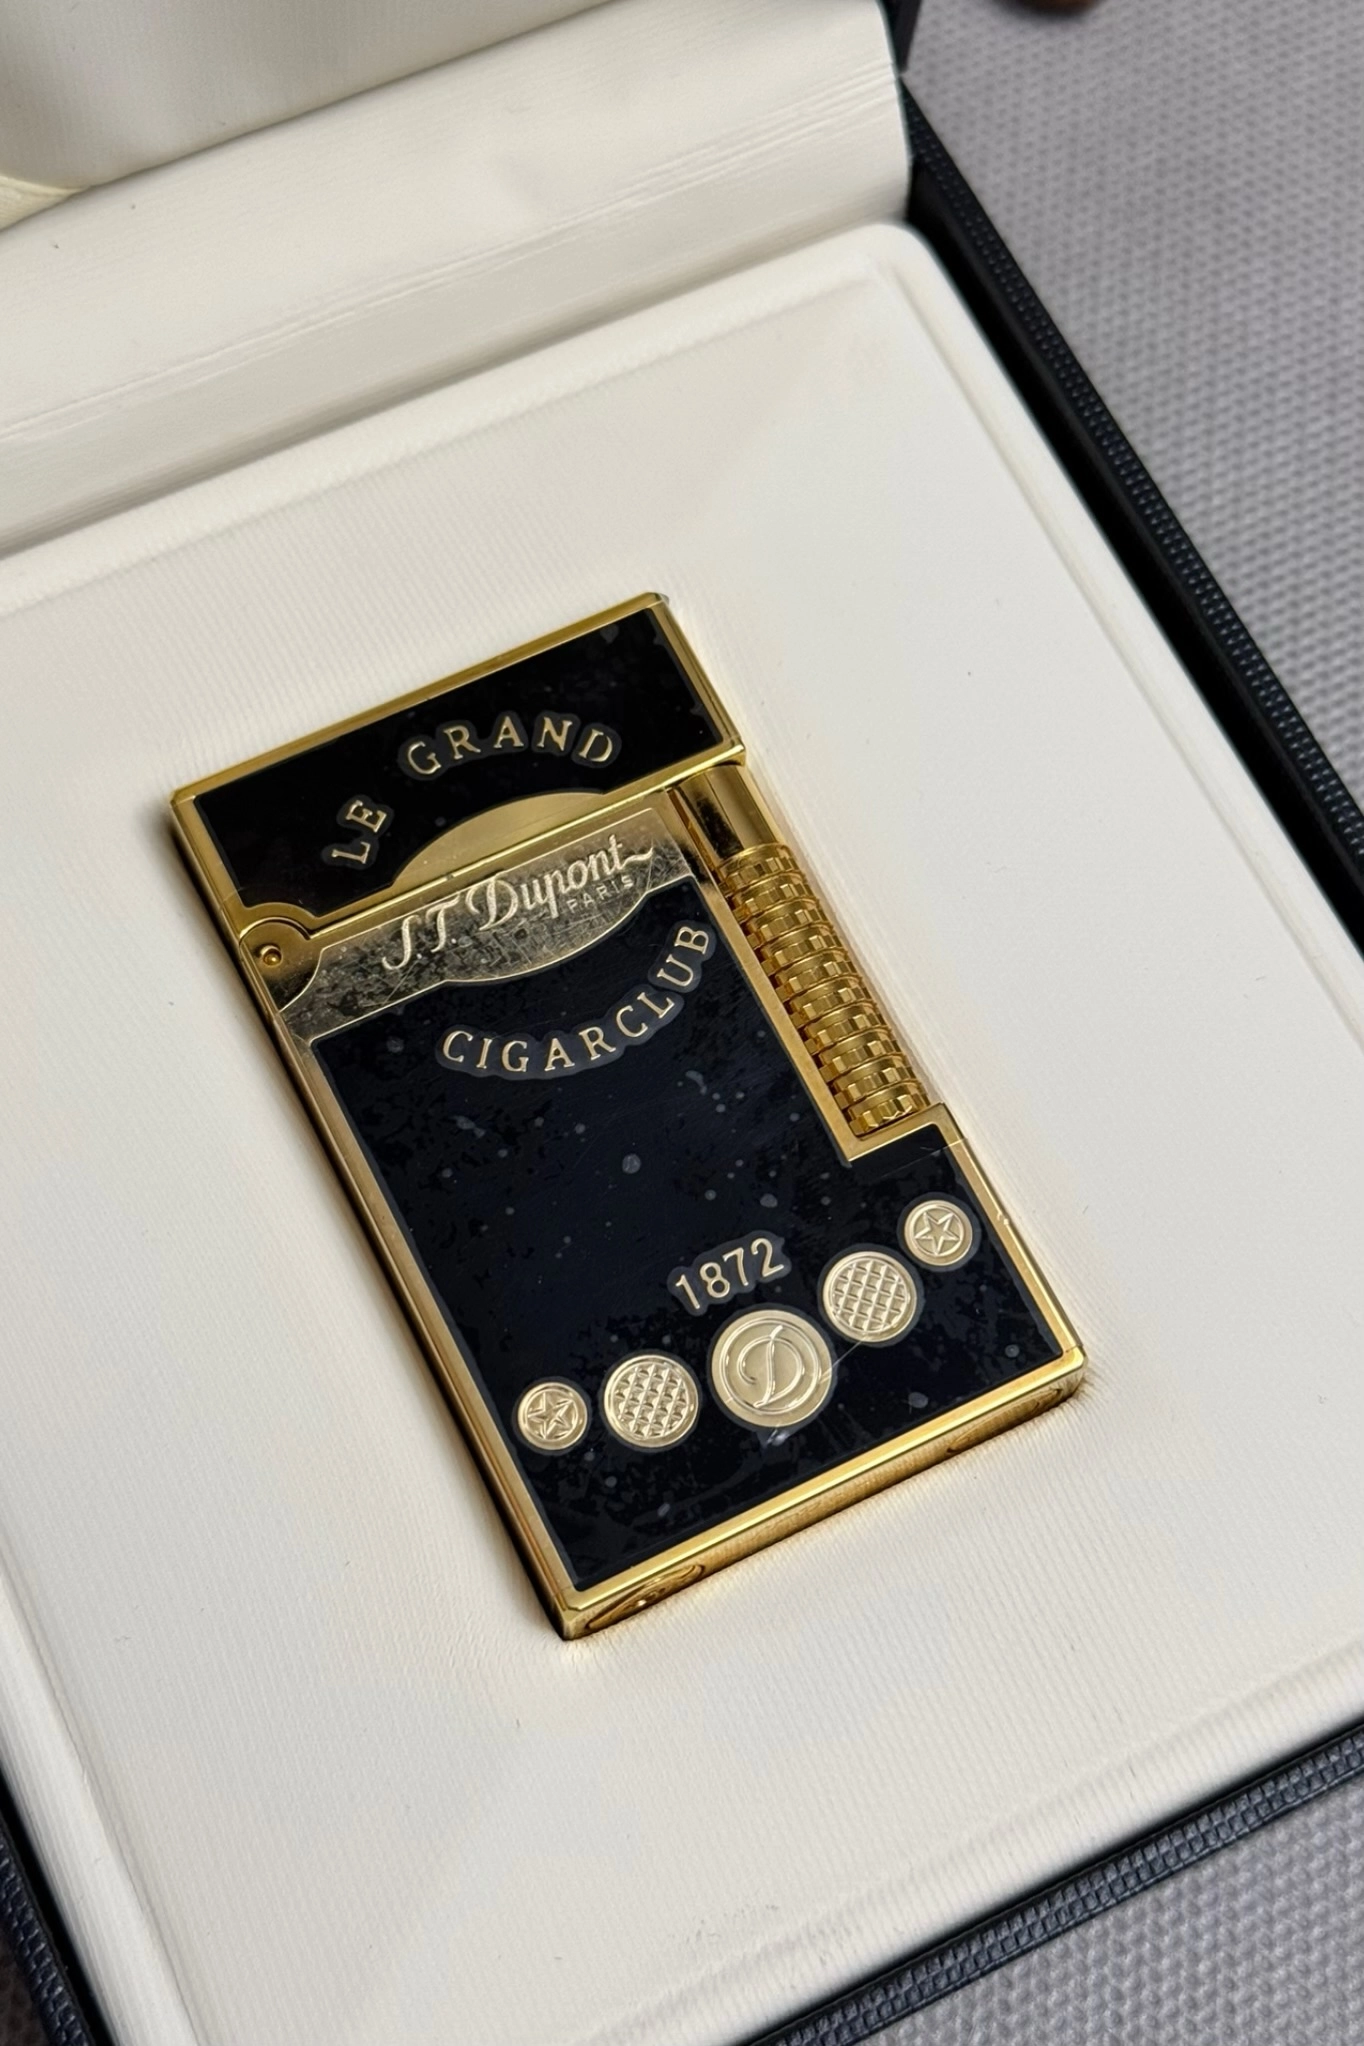 LE GRAND
S.T. Dupont
PARIS
CIGARCLUB
1872
D